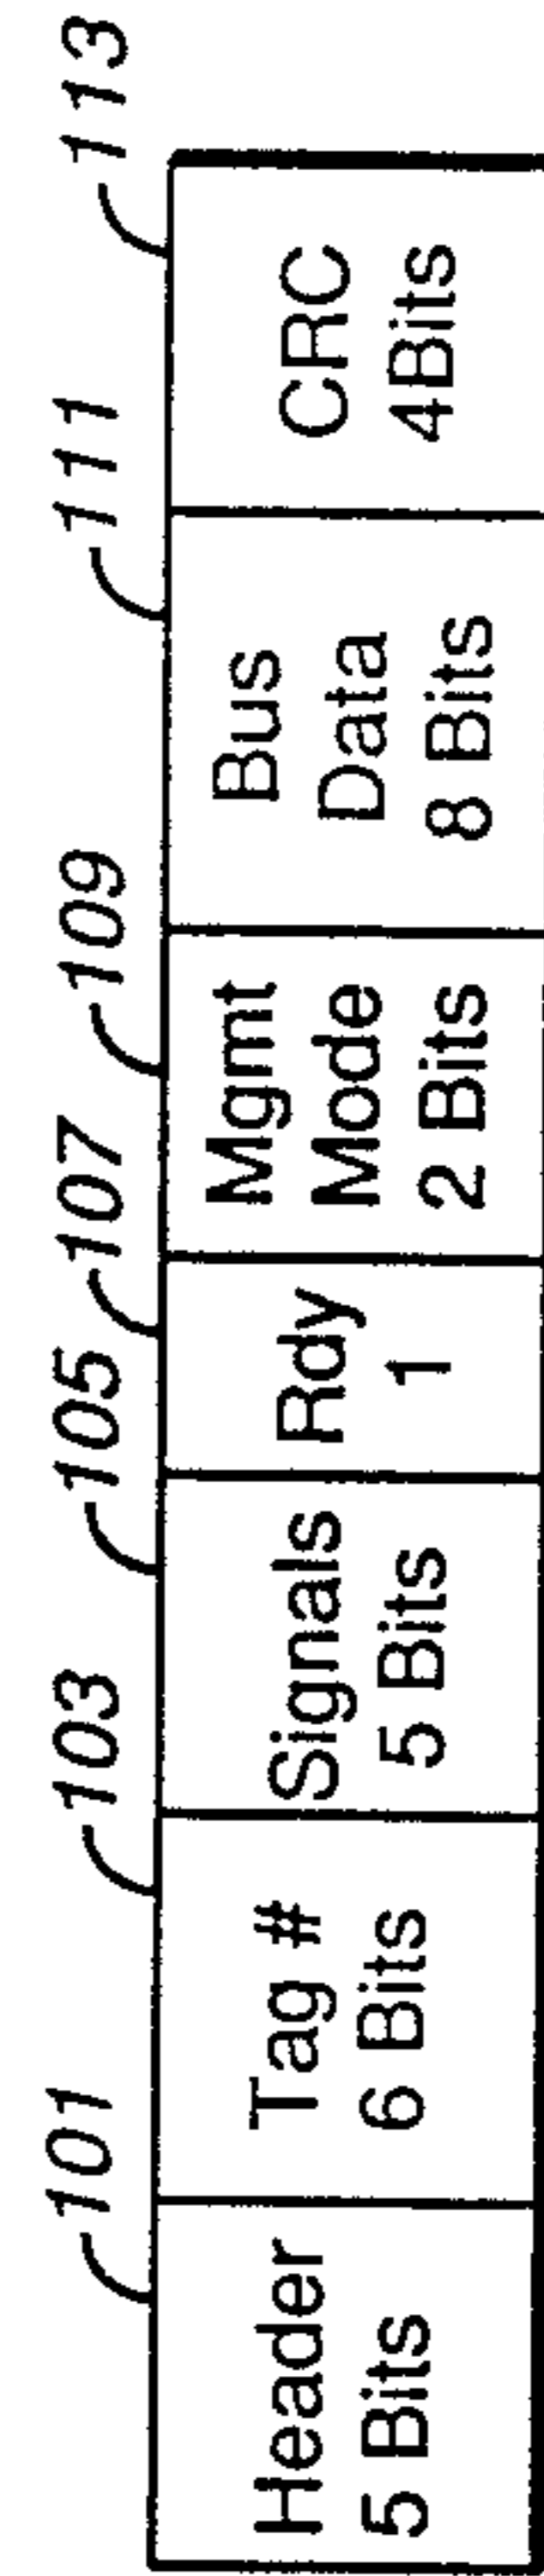 101
103
105
107
109
111
113
Header
5 Bits
Tag #
6 Bits
Signals
5 Bits
Rdy
1
Mgmt
Mode
2 Bits
Bus
Data
8 Bits
CRC
4Bits